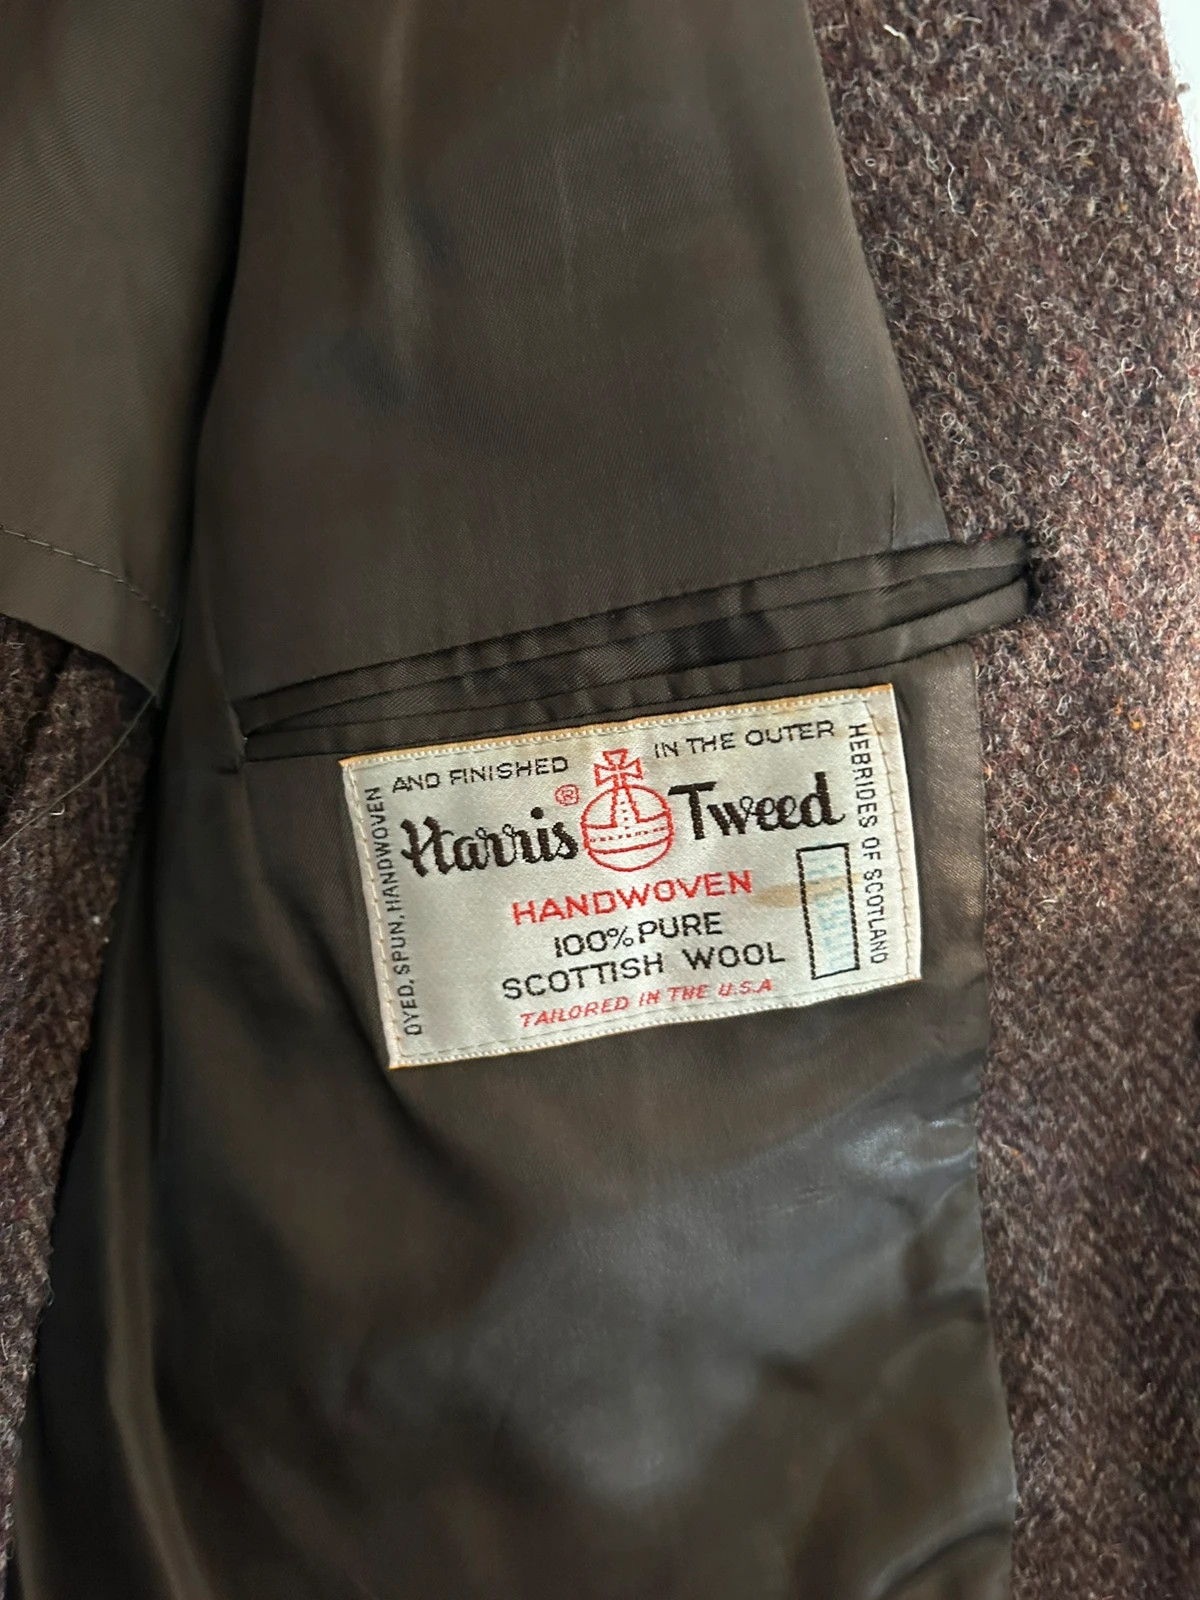 DYED, SPUN, HANDWOVEN
AND FINISHED
IN THE OUTER
HEBRIDES OF SCOTLAND
Harris ® Tweed
HANDWOVEN
100% PURE
SCOTTISH WOOL
TAILORED IN THE U.S.A